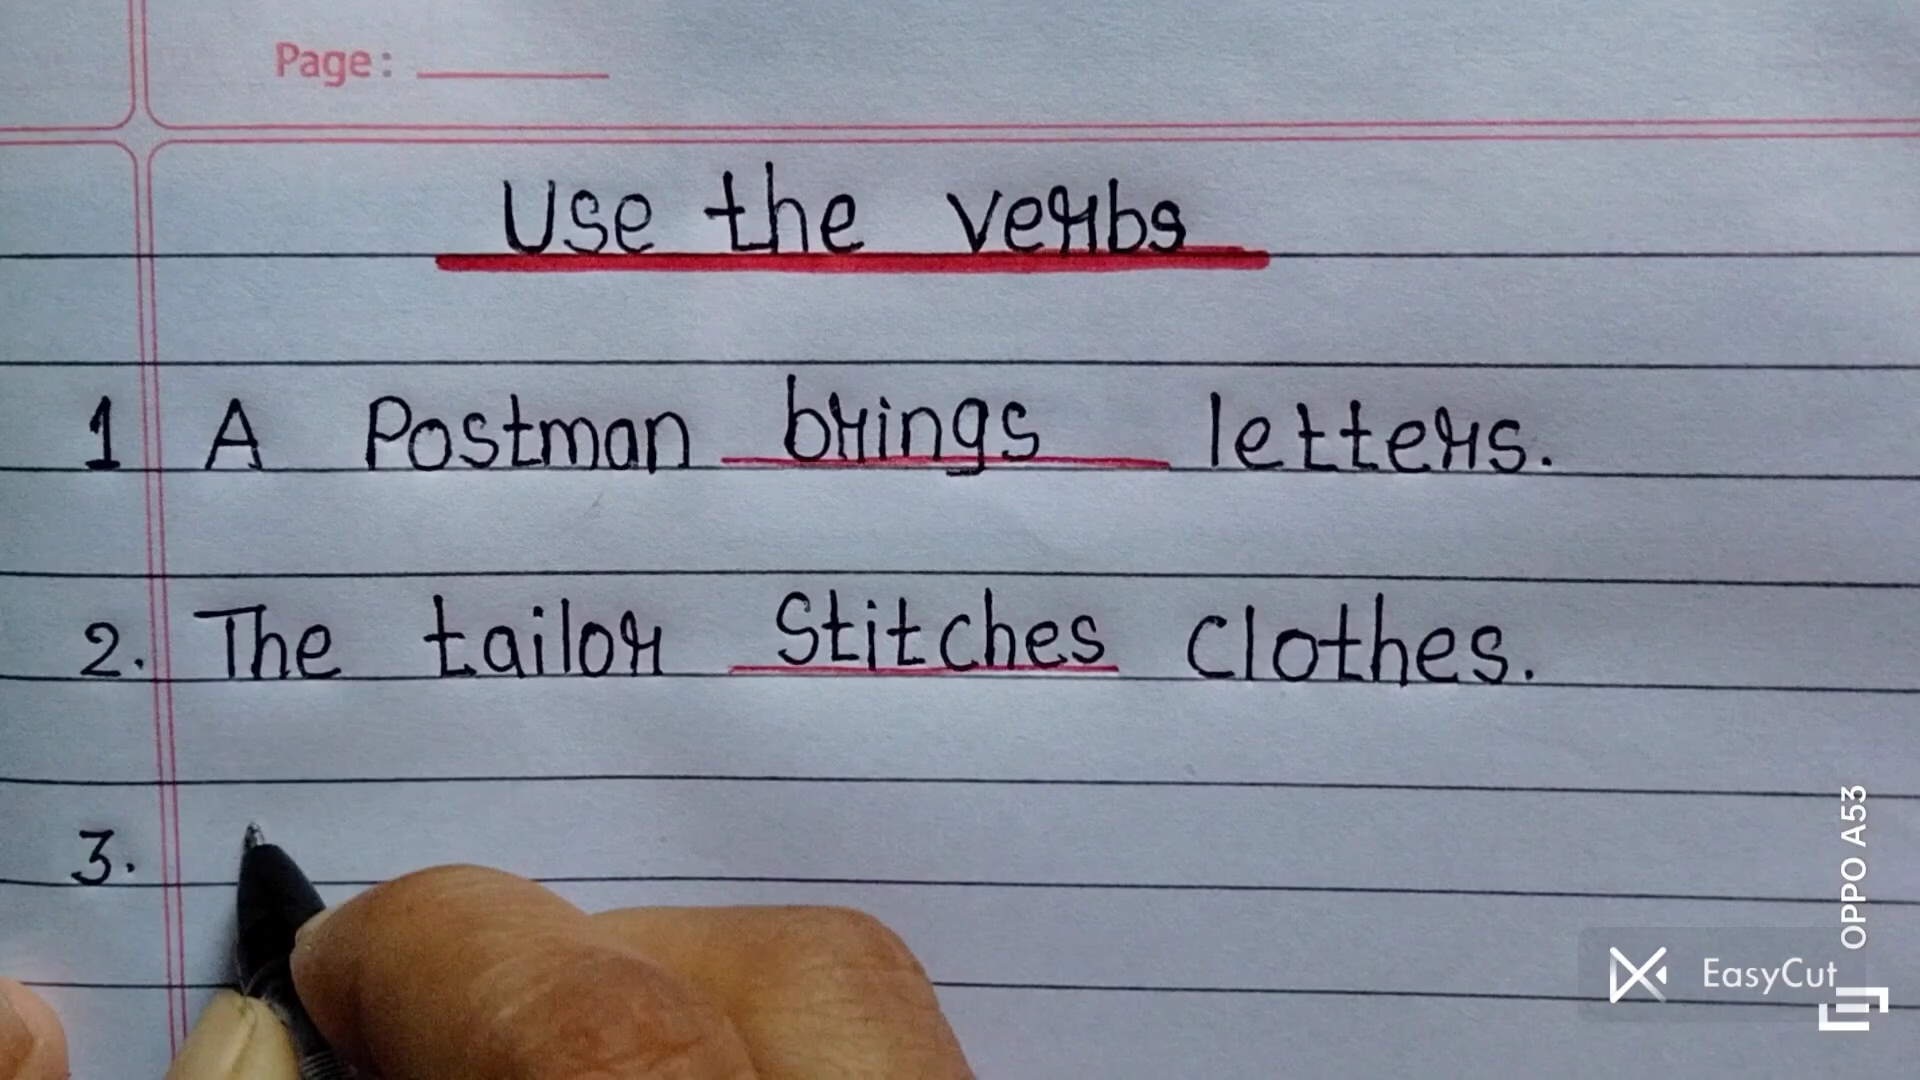 Page:
Use the verbs
1 A Postman brings letters.
2. The tailor Stitches clothes.
3.
OPPO A53
EasyCut